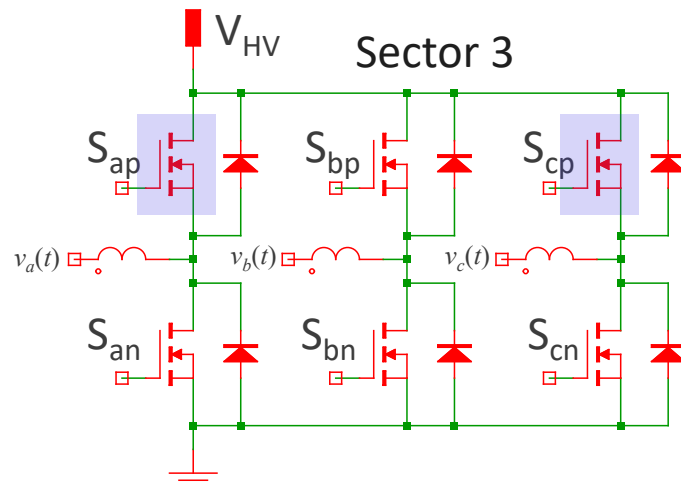 V_HV
Sector 3
S_ap
S_bp
S_cp
v_a(t)
v_b(t)
v_c(t)
S_an
S_bn
S_cn